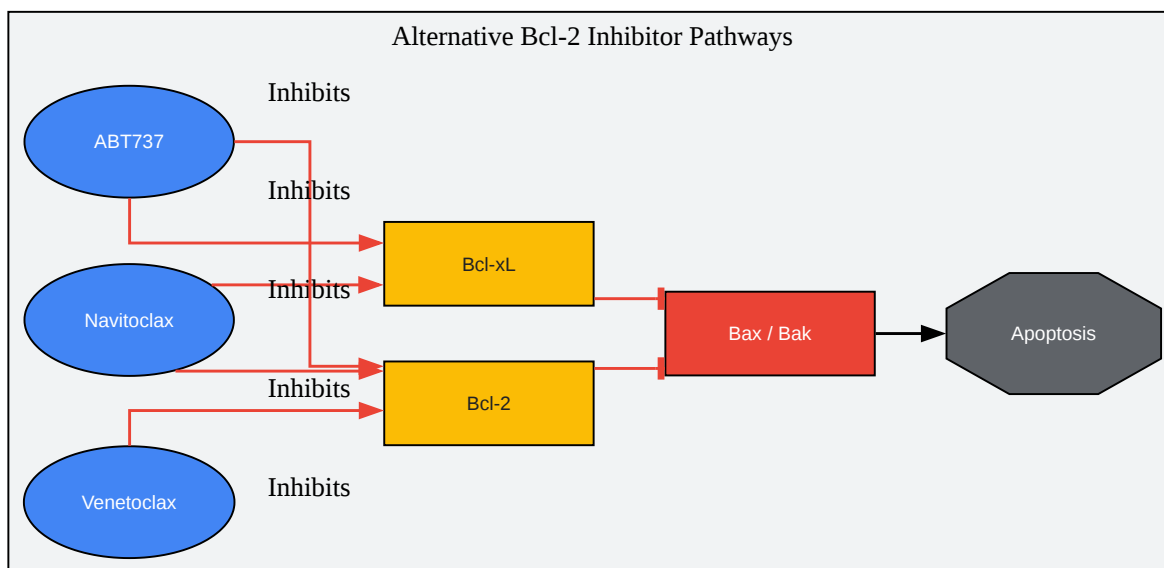 Alternative Bcl-2 Inhibitor Pathways
Inhibits
ABT737
Inhibits
Bcl-xL
Inhibits
Navitoclax
Bax / Bak
Apoptosis
Inhibits
Bcl-2
Inhibits
Venetoclax